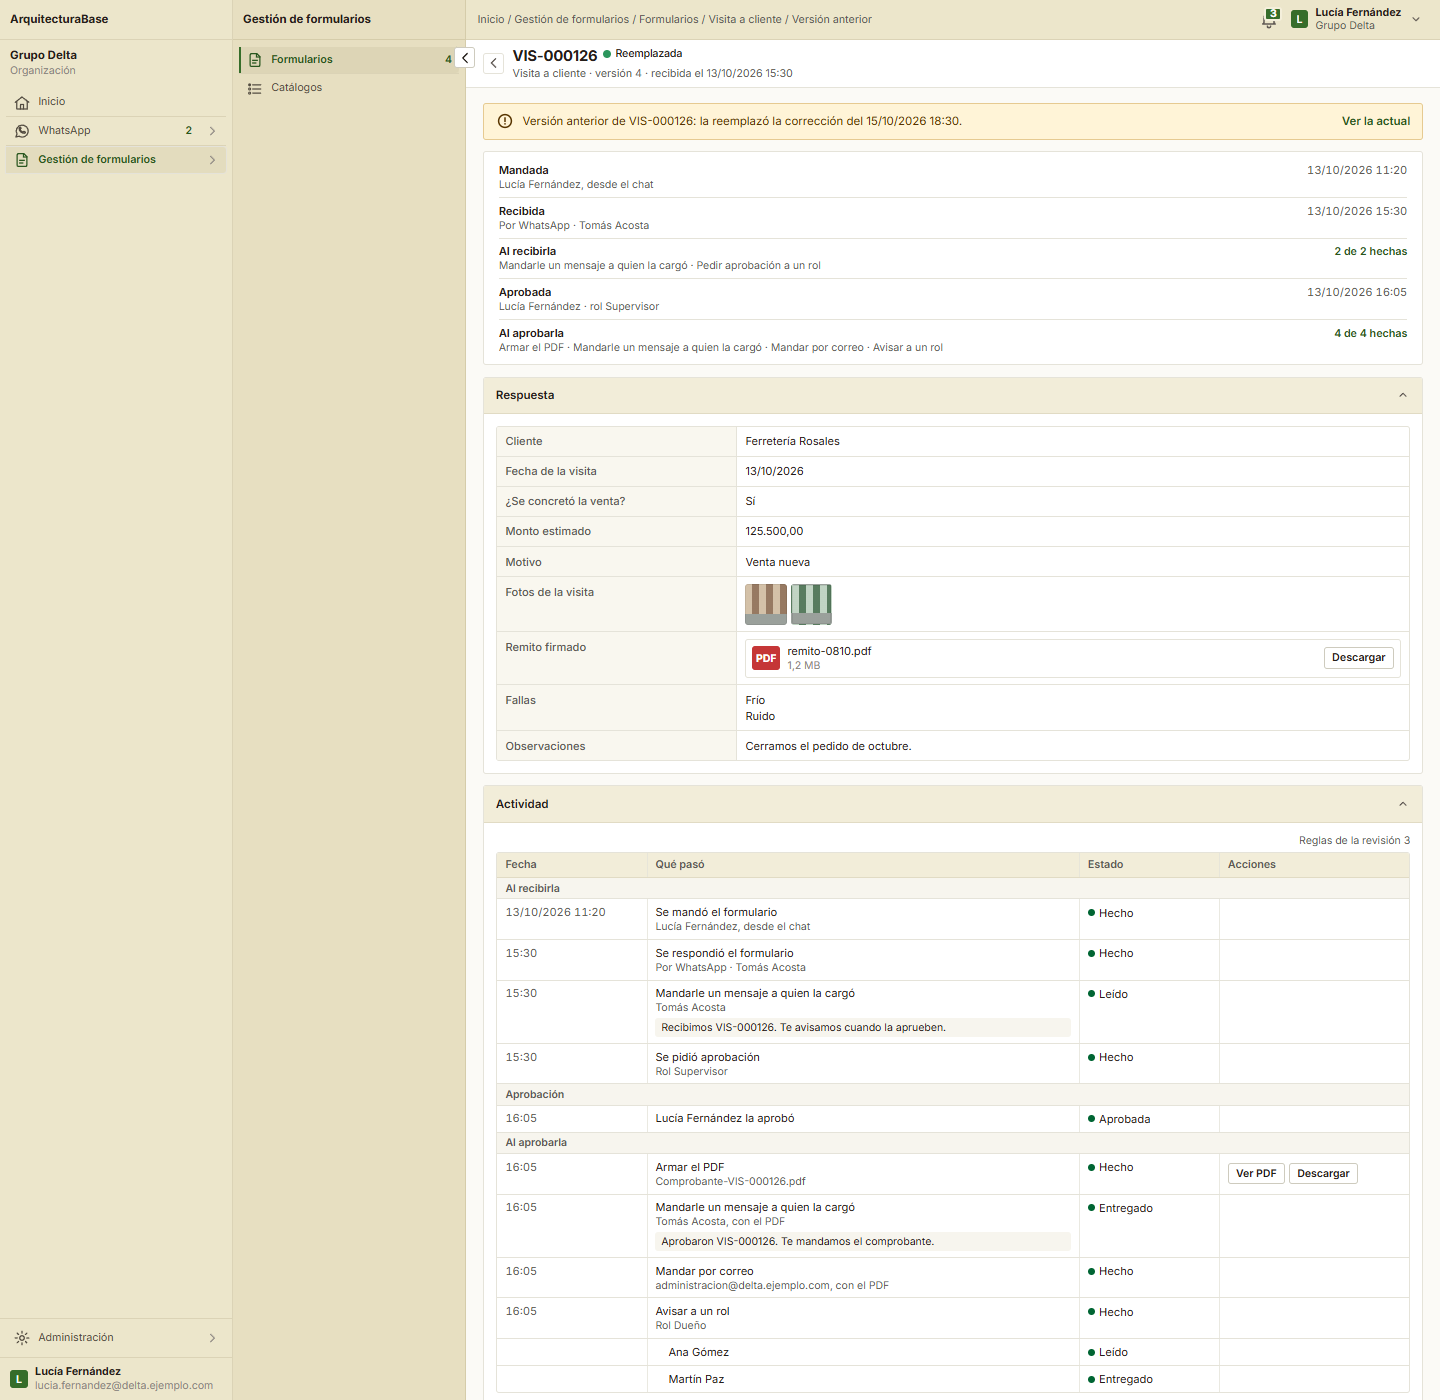 ArquitecturaBase
Grupo Delta
Organización
Inicio
WhatsApp 2
Gestión de formularios
Administración
L Lucía Fernández
lucia.fernandez@delta.ejemplo.com
Gestión de formularios
Formularios 4
Catálogos
Inicio / Gestión de formularios / Formularios / Visita a cliente / Versión anterior
3
L Lucía Fernández
Grupo Delta
VIS-000126 Reemplazada
Visita a cliente · versión 4 · recibida el 13/10/2026 15:30
Versión anterior de VIS-000126: la reemplazó la corrección del 15/10/2026 18:30. Ver la actual
Mandada 13/10/2026 11:20
Lucía Fernández, desde el chat
Recibida 13/10/2026 15:30
Por WhatsApp · Tomás Acosta
Al recibirla 2 de 2 hechas
Mandarle un mensaje a quien la cargó · Pedir aprobación a un rol
Aprobada 13/10/2026 16:05
Lucía Fernández · rol Supervisor
Al aprobarla 4 de 4 hechas
Armar el PDF · Mandarle un mensaje a quien la cargó · Mandar por correo · Avisar a un rol
Respuesta
Cliente Ferretería Rosales
Fecha de la visita 13/10/2026
¿Se concretó la venta? Sí
Monto estimado 125.500,00
Motivo Venta nueva
Fotos de la visita
Remito firmado PDF remito-0810.pdf Descargar
1,2 MB
Fallas Frío
Ruido
Observaciones Cerramos el pedido de octubre.
Actividad
Reglas de la revisión 3
Fecha Qué pasó Estado Acciones
Al recibirla
13/10/2026 11:20 Se mandó el formulario Hecho
Lucía Fernández, desde el chat
15:30 Se respondió el formulario Hecho
Por WhatsApp · Tomás Acosta
15:30 Mandarle un mensaje a quien la cargó Leído
Tomás Acosta
Recibimos VIS-000126. Te avisamos cuando la aprueben.
15:30 Se pidió aprobación Hecho
Rol Supervisor
Aprobación
16:05 Lucía Fernández la aprobó Aprobada
Al aprobarla
16:05 Armar el PDF Hecho Ver PDF Descargar
Comprobante-VIS-000126.pdf
16:05 Mandarle un mensaje a quien la cargó Entregado
Tomás Acosta, con el PDF
Aprobaron VIS-000126. Te mandamos el comprobante.
16:05 Mandar por correo Hecho
administracion@delta.ejemplo.com, con el PDF
16:05 Avisar a un rol Hecho
Rol Dueño
Ana Gómez Leído
Martín Paz Entregado